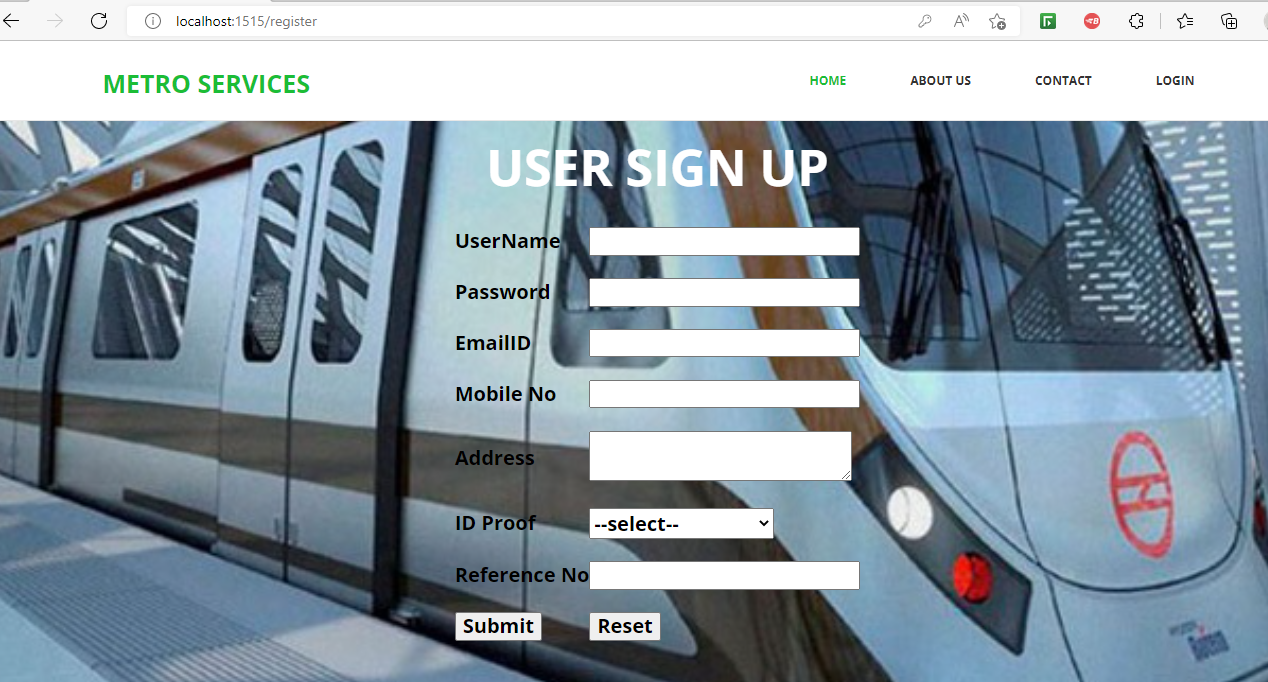 localhost:1515/register
METRO SERVICES
HOME ABOUT US CONTACT LOGIN
USER SIGN UP
UserName
Password
EmailID
Mobile No
Address
ID Proof --select--
Reference No
Submit Reset